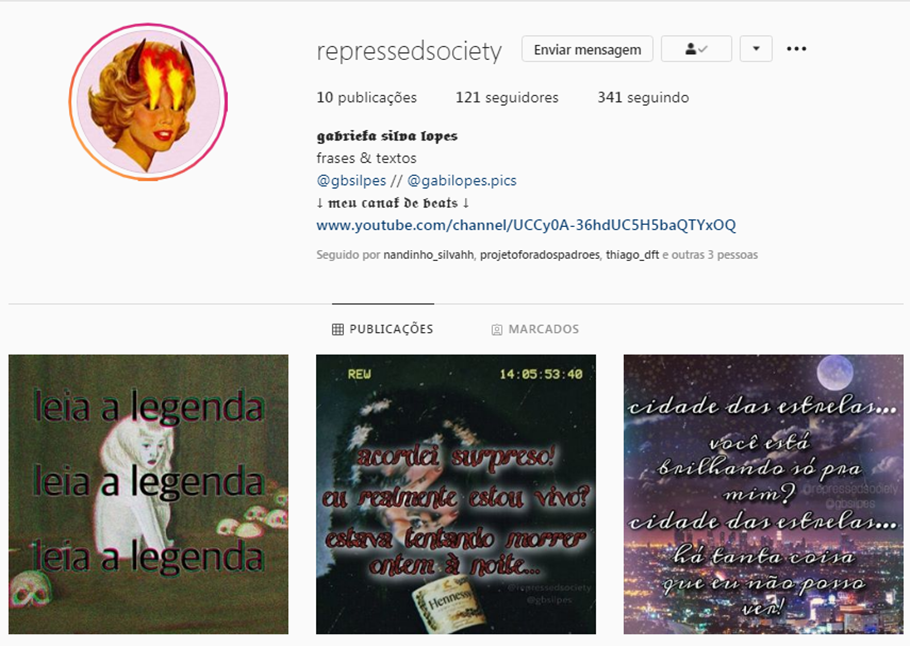 repressedsociety Enviar mensagem
10 publicações 121 seguidores 341 seguindo
gabriela silva lopes
frases & textos
@gbsilpes // @gabilopes.pics
↓ meu canal de beats ↓
www.youtube.com/channel/UCCy0A-36hdUC5H5baQTYxOQ
Seguido por nandinho_silvahh, projetoforadospadroes, thiago_dft e outras 3 pessoas
PUBLICAÇÕES MARCADOS
leia a legenda
leia a legenda
leia a legenda
REW 14:05:53:40
acordei surpreso!
eu realmente estou vivo?
estava tentando morrer
ontem à noite...
@repressedsociety
@gbsilpes
Hennessy
cidade das estrelas...
você está
brilhando só pra
mim?
@repressedsociety
@gbsilpes
cidade das estrelas...
há tanta coisa
que eu não posso
ver!